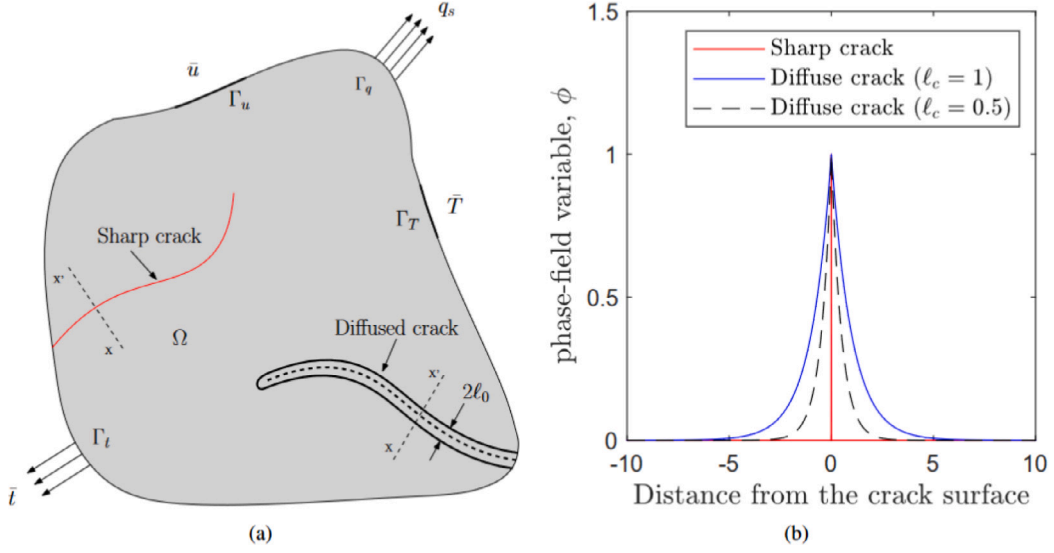 q_s
ū
Γ_u
Γ_q
T̄
Γ_T
Sharp crack
x'
x
Ω
Diffused crack
x'
2ℓ₀
x
Γ_t
t̄
(a)
1.5
Sharp crack
Diffuse crack (ℓ_c = 1)
Diffuse crack (ℓ_c = 0.5)
phase-field variable, ϕ
1
0.5
0
-10
-5
0
5
10
Distance from the crack surface
(b)